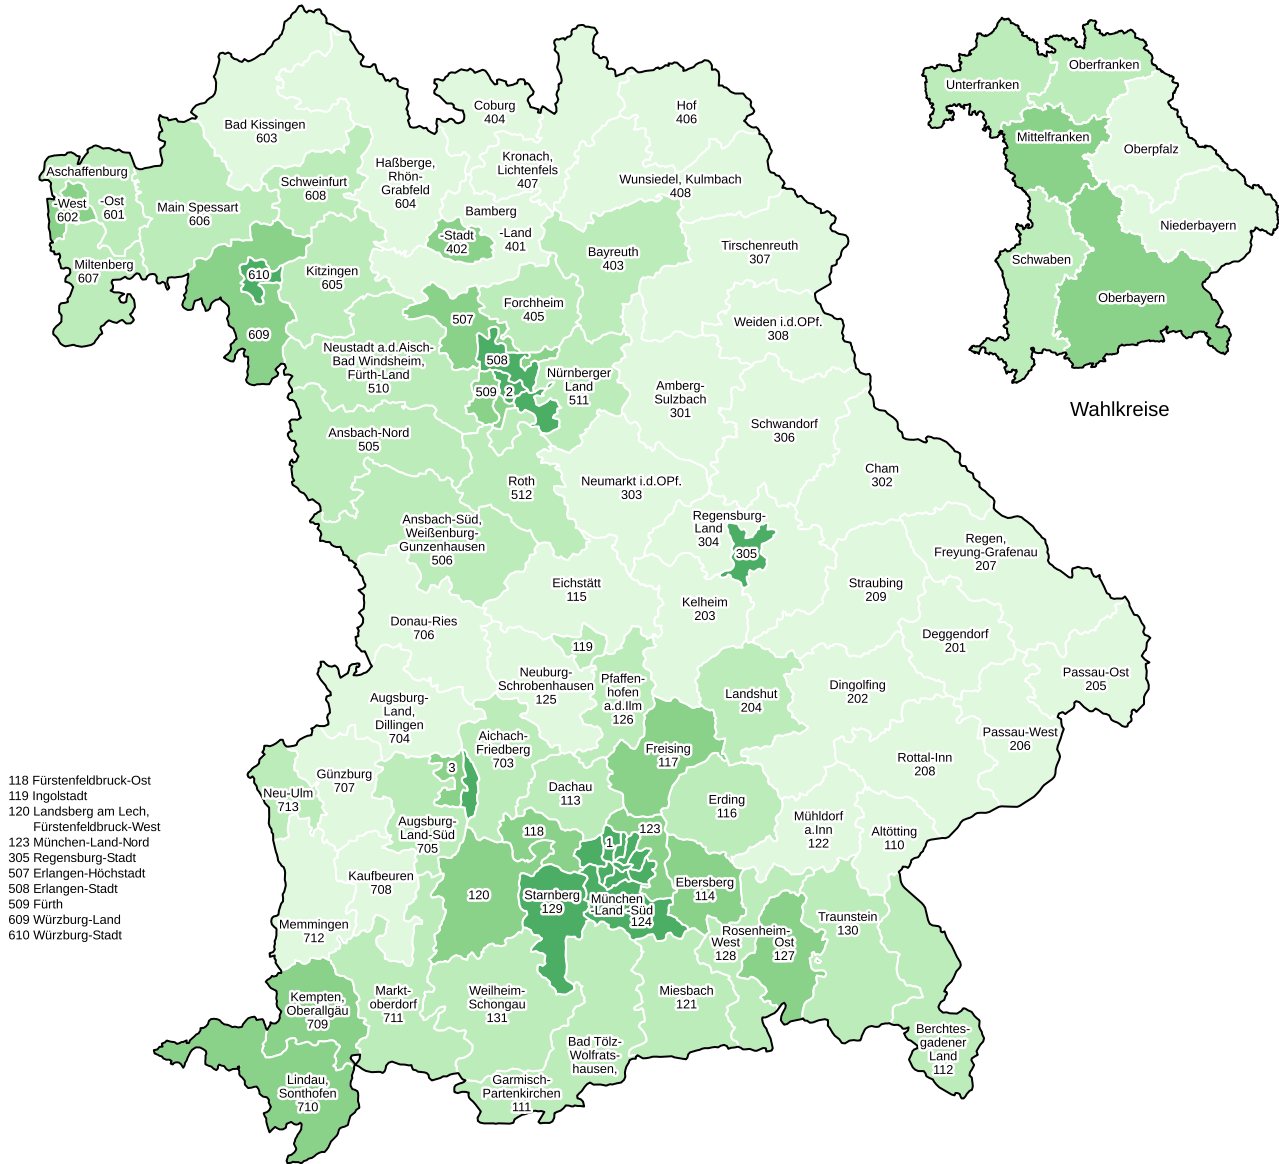 Bad Kissingen
603
Coburg
404
Hof
406
Aschaffenburg
-West
602
-Ost
601
Main Spessart
606
Schweinfurt
608
Haßberge,
Rhön-
Grabfeld
604
Kronach,
Lichtenfels
407
Wunsiedel, Kulmbach
408
Bamberg
-Stadt
402
-Land
401
Miltenberg
607
610
Kitzingen
605
Bayreuth
403
Tirschenreuth
307
609
507
Forchheim
405
Weiden i.d.OPf.
308
Neustadt a.d.Aisch-
Bad Windsheim,
Fürth-Land
510
508
509
2
Nürnberger
Land
511
Amberg-
Sulzbach
301
Schwandorf
306
Ansbach-Nord
505
Roth
512
Neumarkt i.d.OPf.
303
Cham
302
Ansbach-Süd,
Weißenburg-
Gunzenhausen
506
Regensburg-
Land
304
305
Regen,
Freyung-Grafenau
207
Eichstätt
115
Kelheim
203
Straubing
209
Donau-Ries
706
119
Deggendorf
201
Neuburg-
Schrobenhausen
125
Pfaffen-
hofen
a.d.Ilm
126
Landshut
204
Dingolfing
202
Passau-Ost
205
Augsburg-
Land,
Dillingen
704
Aichach-
Friedberg
703
Freising
117
Passau-West
206
Rottal-Inn
208
Günzburg
707
3
Neu-Ulm
713
Dachau
113
Erding
116
Augsburg-
Land-Süd
705
118
1
123
Mühldorf
a.Inn
122
Altötting
110
Kaufbeuren
708
120
Starnberg
129
München
-Land -Süd
124
Ebersberg
114
Memmingen
712
Rosenheim-
West
128
Ost
127
Traunstein
130
Kempten,
Oberallgäu
709
Markt-
oberdorf
711
Weilheim-
Schongau
131
Miesbach
121
Bad Tölz-
Wolfrats-
hausen,
Berchtes-
gadener
Land
112
Lindau,
Sonthofen
710
Garmisch-
Partenkirchen
111
118 Fürstenfeldbruck-Ost
119 Ingolstadt
120 Landsberg am Lech,
Fürstenfeldbruck-West
123 München-Land-Nord
305 Regensburg-Stadt
507 Erlangen-Höchstadt
508 Erlangen-Stadt
509 Fürth
609 Würzburg-Land
610 Würzburg-Stadt
Unterfranken
Oberfranken
Mittelfranken
Oberpfalz
Niederbayern
Schwaben
Oberbayern
Wahlkreise